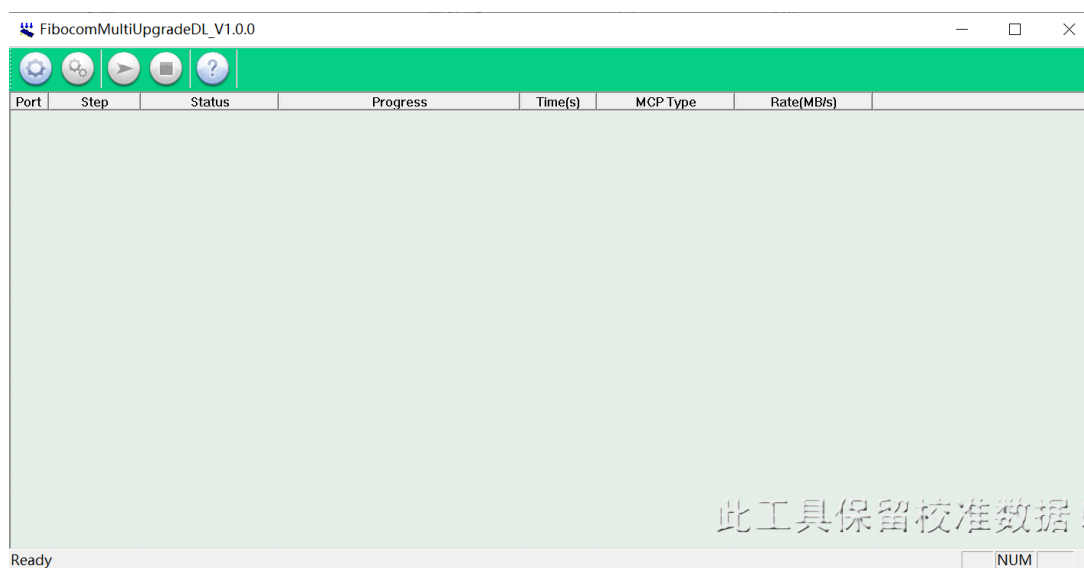 FibocomMultiUpgradeDL_V1.0.0
Port Step Status Progress Time(s) MCP Type Rate(MB/s)
此工具保留校准数据！
Ready NUM